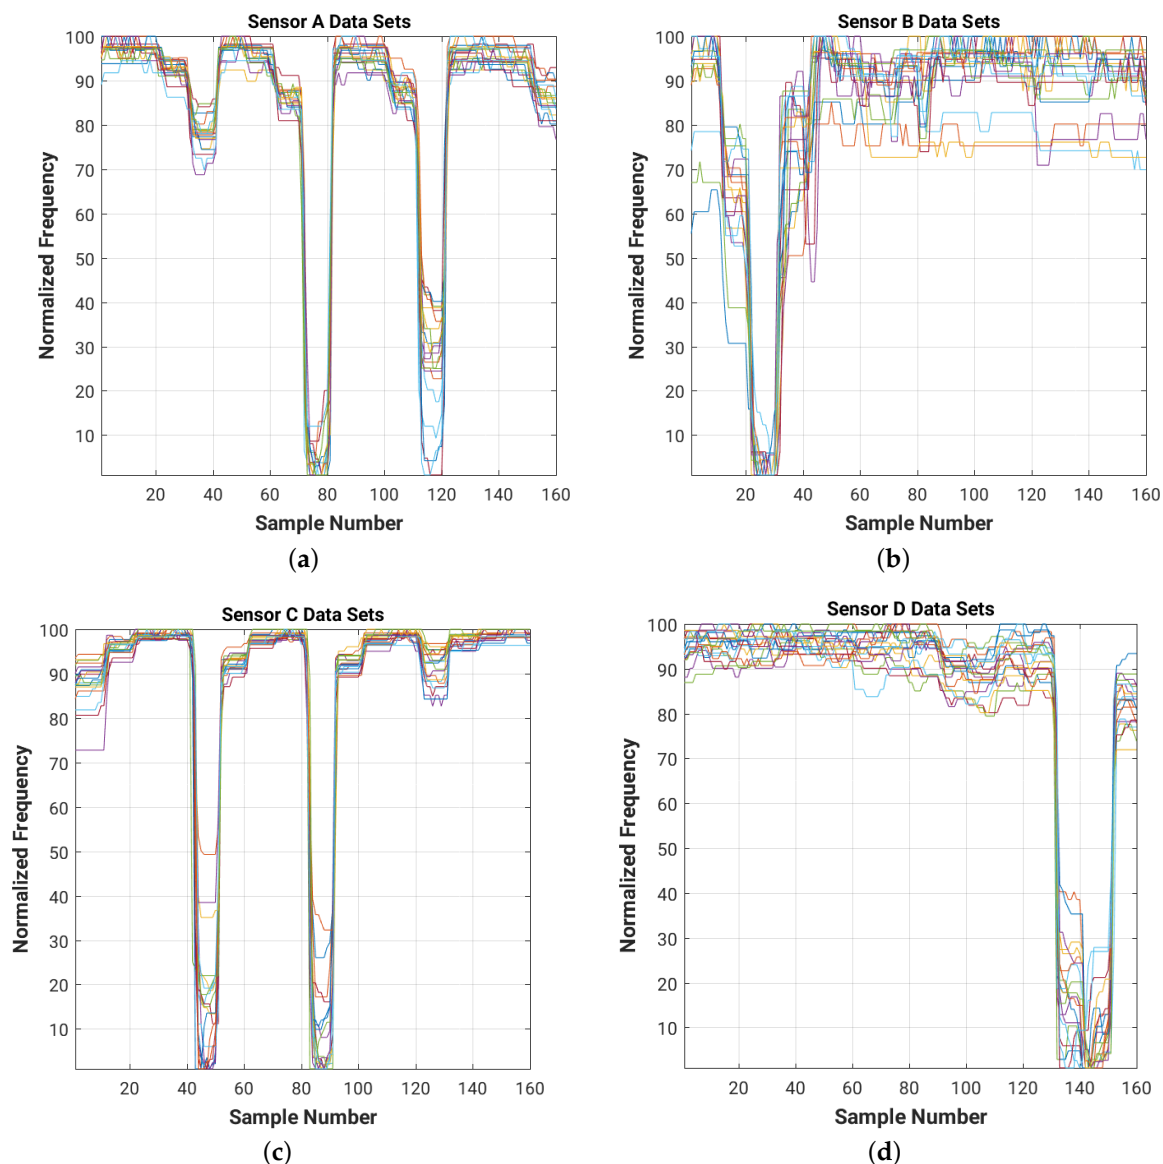 Sensor A Data Sets
100
90
80
70
60
50
40
30
20
10
Normalized Frequency
20 40 60 80 100 120 140 160
Sample Number
(a)
Sensor B Data Sets
100
90
80
70
60
50
40
30
20
10
Normalized Frequency
20 40 60 80 100 120 140 160
Sample Number
(b)
Sensor C Data Sets
100
90
80
70
60
50
40
30
20
10
Normalized Frequency
20 40 60 80 100 120 140 160
Sample Number
(c)
Sensor D Data Sets
100
90
80
70
60
50
40
30
20
10
Normalized Frequency
20 40 60 80 100 120 140 160
Sample Number
(d)